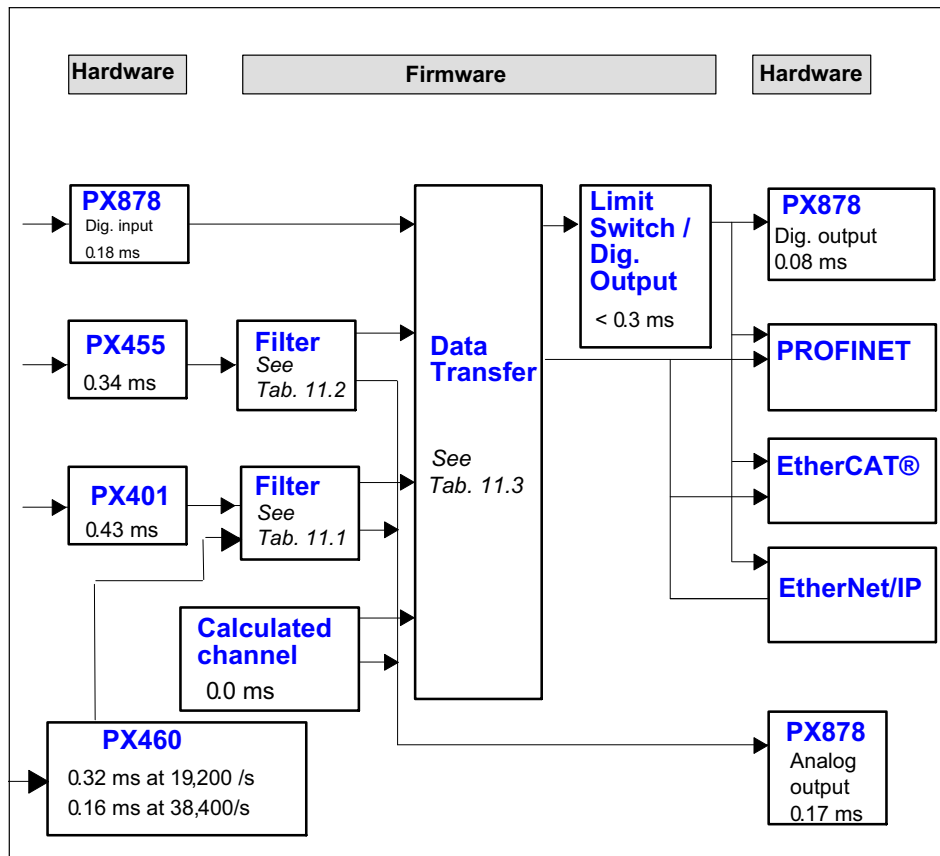 Hardware
Firmware
Hardware
PX878
Dig. input
0.18 ms
Limit
Switch /
Dig.
Output
< 0.3 ms
PX878
Dig. output
0.08 ms
PX455
0.34 ms
Filter
See
Tab. 11.2
Data
Transfer
See
Tab. 11.3
PROFINET
PX401
0.43 ms
Filter
See
Tab. 11.1
EtherCAT®
EtherNet/IP
Calculated
channel
0.0 ms
PX460
0.32 ms at 19,200 /s
0.16 ms at 38,400/s
PX878
Analog
output
0.17 ms